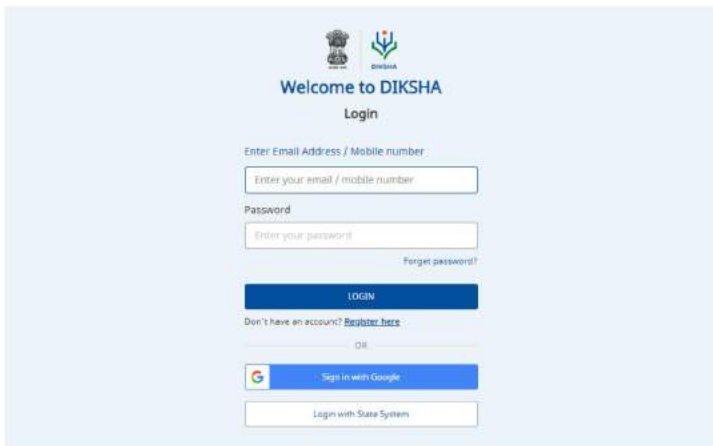 DIKSHA
Welcome to DIKSHA
Login
Enter Email Address / Mobile number
Enter your email / mobile number
Password
Enter your password
Forget password?
LOGIN
Don't have an account? Register here
OR
Sign in with Google
Login with State System